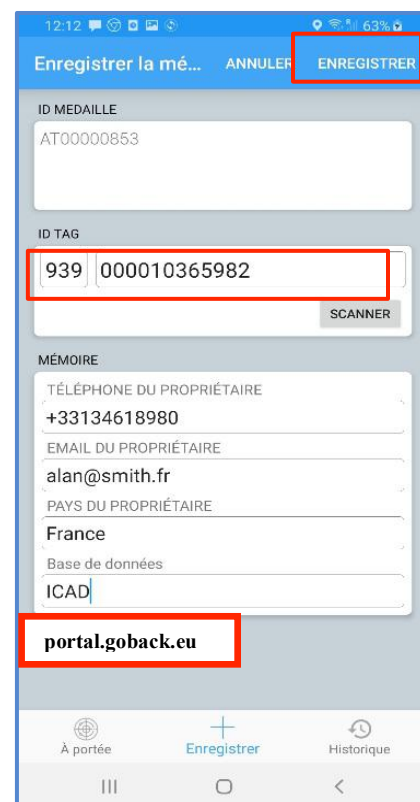 12:12 63%
Enregistrer la mé... ANNULER ENREGISTRER
ID MEDAILLE
AT00000853
ID TAG
939 000010365982
SCANNER
MÉMOIRE
TÉLÉPHONE DU PROPRIÉTAIRE
+33134618980
EMAIL DU PROPRIÉTAIRE
alan@smith.fr
PAYS DU PROPRIÉTAIRE
France
Base de données
ICAD
portal.goback.eu
À portée Enregistrer Historique